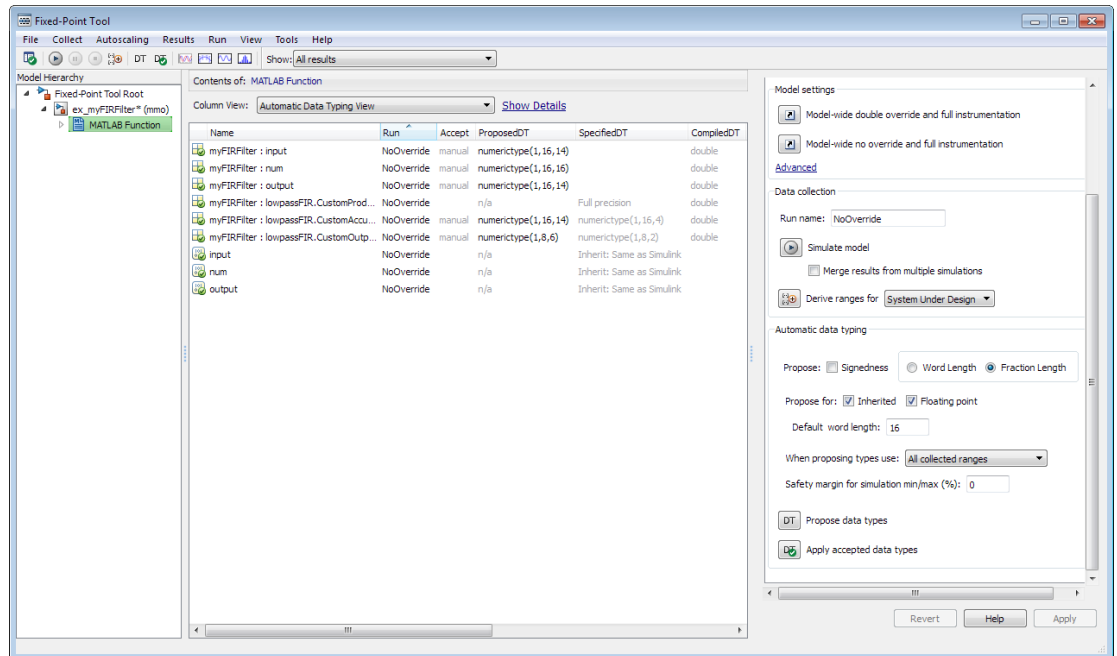 Fixed-Point Tool
File Collect Autoscaling Results Run View Tools Help
DT Show: All results
Model Hierarchy
Fixed-Point Tool Root
ex_myFIRFilter* (mmo)
MATLAB Function
Contents of: MATLAB Function
Column View: Automatic Data Typing View Show Details
Name Run Accept ProposedDT SpecifiedDT CompiledDT
myFIRFilter : input NoOverride manual numerictype(1,16,14) double
myFIRFilter : num NoOverride manual numerictype(1,16,16) double
myFIRFilter : output NoOverride manual numerictype(1,16,14) double
myFIRFilter : lowpassFIR.CustomProd... NoOverride n/a Full precision double
myFIRFilter : lowpassFIR.CustomAccu... NoOverride manual numerictype(1,16,14) numerictype(1,16,4) double
myFIRFilter : lowpassFIR.CustomOutp... NoOverride manual numerictype(1,8,6) numerictype(1,8,2) double
input NoOverride n/a Inherit: Same as Simulink
num NoOverride n/a Inherit: Same as Simulink
output NoOverride n/a Inherit: Same as Simulink
Model settings
Model-wide double override and full instrumentation
Model-wide no override and full instrumentation
Advanced
Data collection
Run name: NoOverride
Simulate model
Merge results from multiple simulations
Derive ranges for System Under Design
Automatic data typing
Propose: Signedness Word Length Fraction Length
Propose for: Inherited Floating point
Default word length: 16
When proposing types use: All collected ranges
Safety margin for simulation min/max (%): 0
DT Propose data types
DT Apply accepted data types
Revert Help Apply